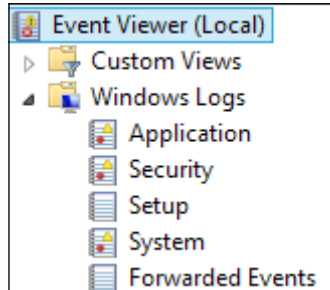 Event Viewer (Local)
Custom Views
Windows Logs
Application
Security
Setup
System
Forwarded Events